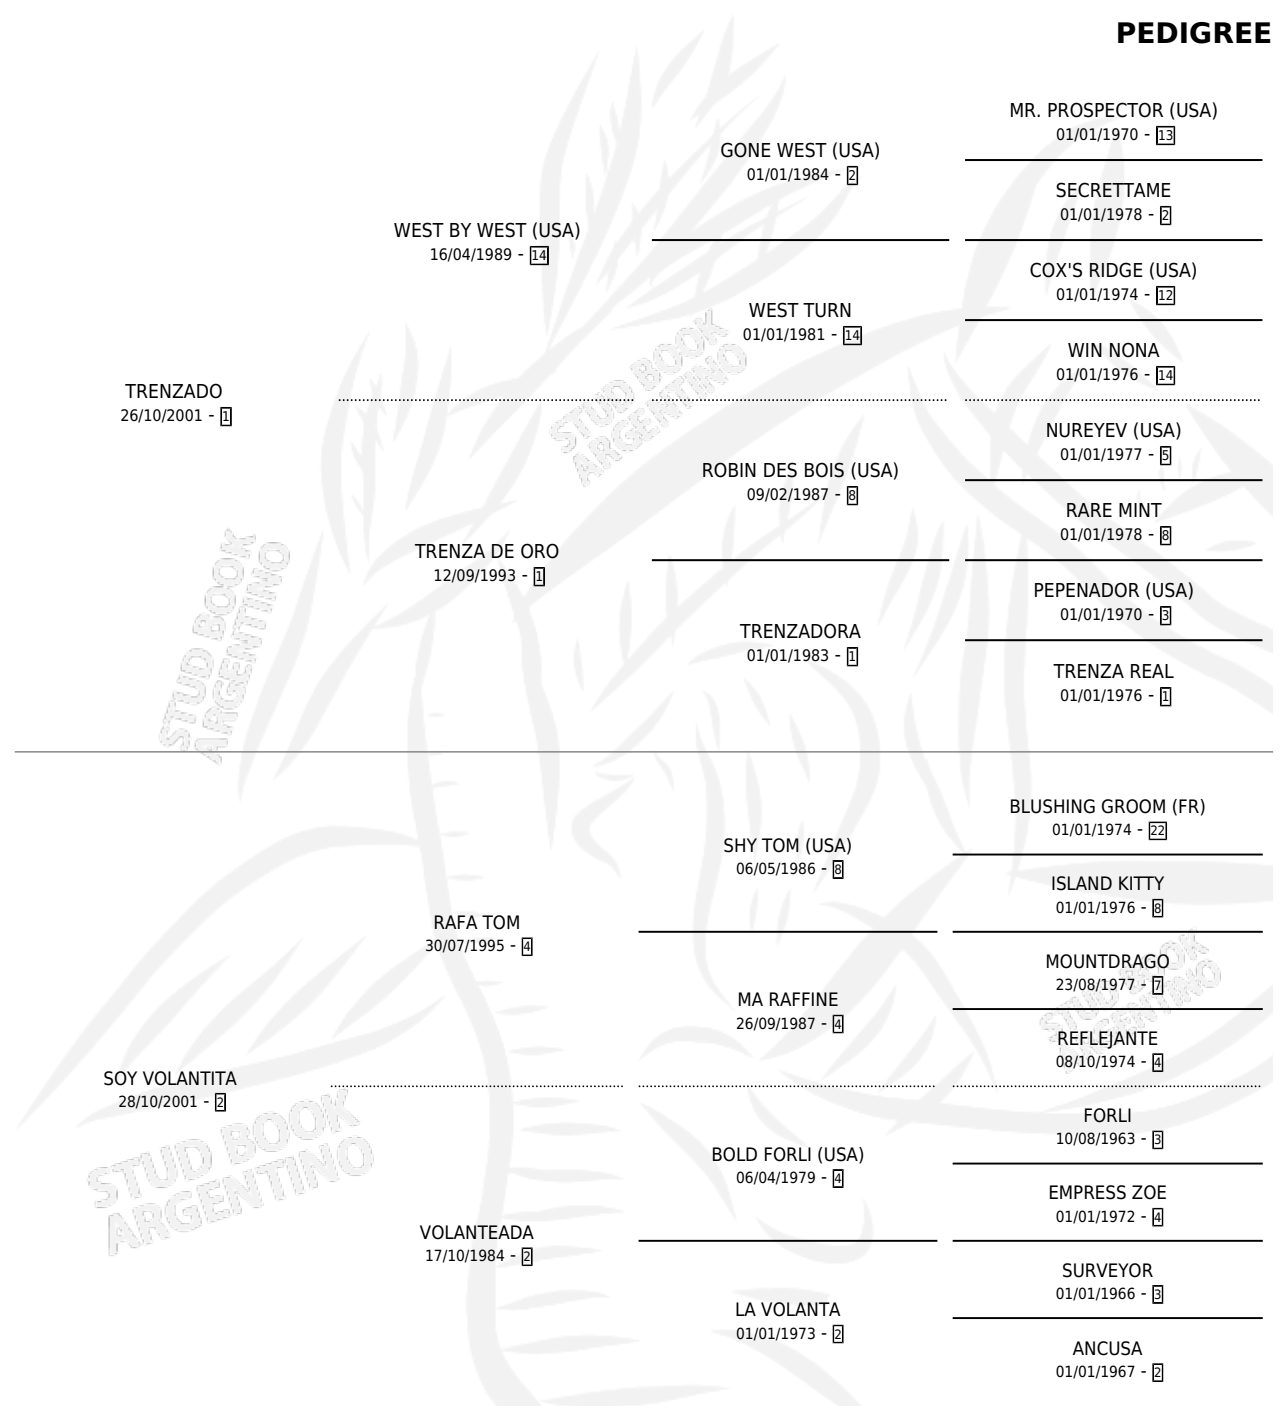 PEDIGREE
MR. PROSPECTOR (USA)
01/01/1970 - 13
GONE WEST (USA)
01/01/1984 - 2
SECRETTAME
01/01/1978 - 2
WEST BY WEST (USA)
16/04/1989 - 14
COX'S RIDGE (USA)
01/01/1974 - 12
WEST TURN
01/01/1981 - 14
WIN NONA
01/01/1976 - 14
TRENZADO
26/10/2001 - 1
NUREYEV (USA)
01/01/1977 - 5
ROBIN DES BOIS (USA)
09/02/1987 - 8
RARE MINT
01/01/1978 - 8
TRENZA DE ORO
12/09/1993 - 1
PEPENADOR (USA)
01/01/1970 - 3
TRENZADORA
01/01/1983 - 1
TRENZA REAL
01/01/1976 - 1
BLUSHING GROOM (FR)
01/01/1974 - 22
SHY TOM (USA)
06/05/1986 - 8
ISLAND KITTY
01/01/1976 - 8
RAFA TOM
30/07/1995 - 4
MOUNTDRAGO
23/08/1977 - 7
MA RAFFINE
26/09/1987 - 4
REFLEJANTE
08/10/1974 - 4
SOY VOLANTITA
28/10/2001 - 2
FORLI
10/08/1963 - 3
BOLD FORLI (USA)
06/04/1979 - 4
EMPRESS ZOE
01/01/1972 - 4
VOLANTEADA
17/10/1984 - 2
SURVEYOR
01/01/1966 - 3
LA VOLANTA
01/01/1973 - 2
ANCUSA
01/01/1967 - 2
STUD BOOK
ARGENTINO
STUD BOOK
ARGENTINO
STUD BOOK
ARGENTINO
STUD BOOK
ARGENTINO